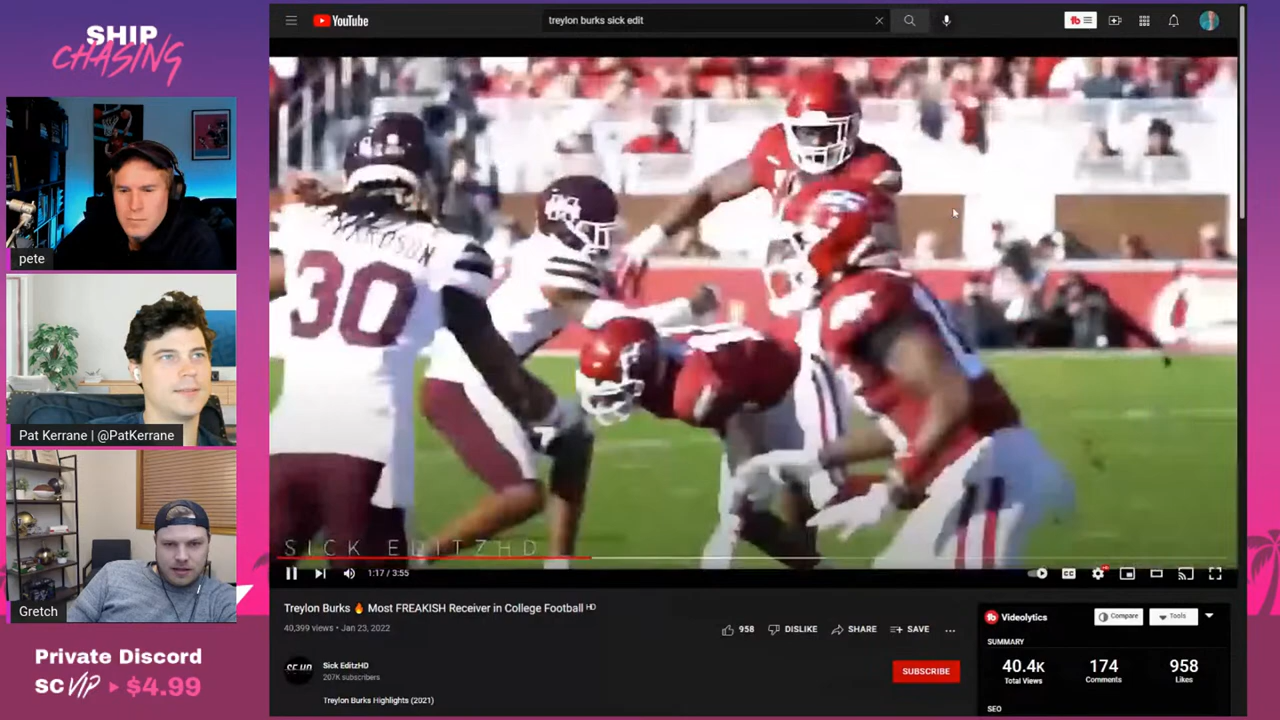 SHIP
CHASING
YouTube
treylon burks sick edit
pete
Pat Kerrane | @PatKerrane
Gretch
Private Discord
SC VIP $4.99
30
SICK EDITZHD
1:17 / 3:55
CC
Treylon Burks 🔥 Most FREAKISH Receiver in College Football HD
40,399 views • Jan 23, 2022
958
DISLIKE
SHARE
SAVE
Sick EditzHD
207K subscribers
SUBSCRIBE
Treylon Burks Highlights (2021)
Videolytics
Compare
Tools
SUMMARY
40.4K
174
958
Total Views
Comments
Likes
SEO